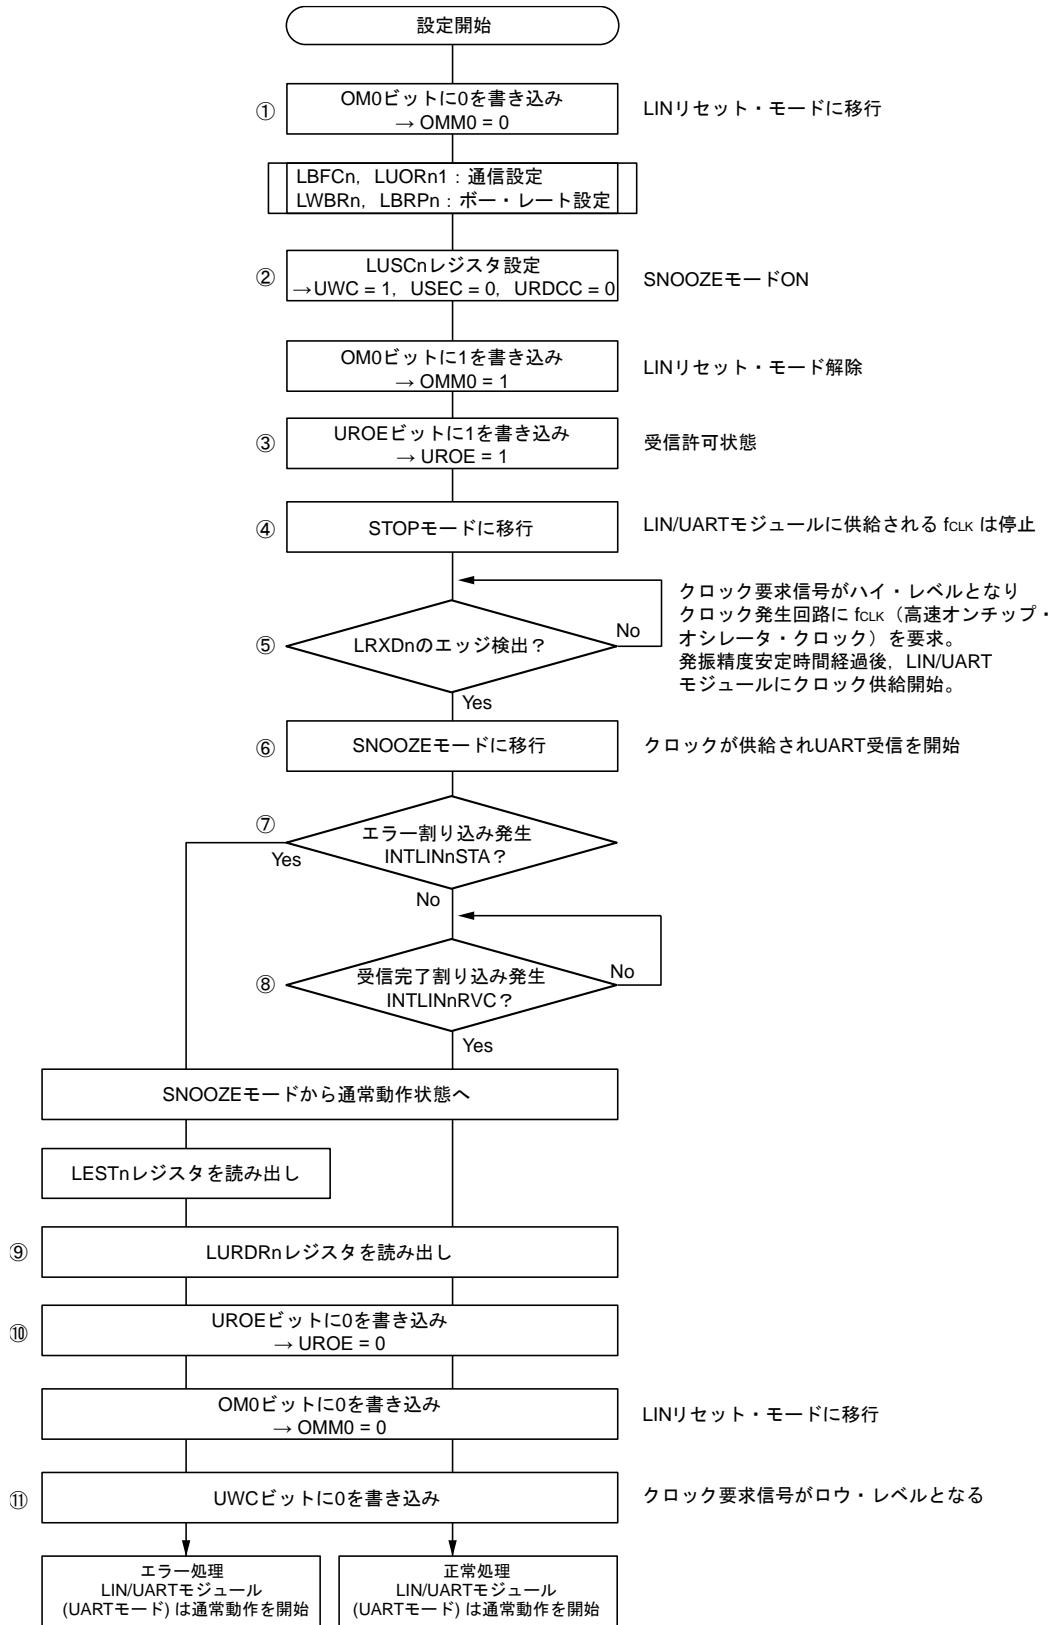 設定開始
①
OM0ビットに0を書き込み
→ OMM0 = 0
LINリセット・モードに移行
LBFCn, LUORn1:通信設定
LWBRn, LBRPn:ボー・レート設定
②
LUSCnレジスタ設定
→UWC = 1, USEC = 0, URDCC = 0
SNOOZEモードON
OM0ビットに1を書き込み
→ OMM0 = 1
LINリセット・モード解除
③
UROEビットに1を書き込み
→ UROE = 1
受信許可状態
④
STOPモードに移行
LIN/UARTモジュールに供給される fCLK は停止
⑤
LRXDnのエッジ検出?
No
Yes
クロック要求信号がハイ・レベルとなり
クロック発生回路に fCLK(高速オンチップ・
オシレータ・クロック)を要求。
発振精度安定時間経過後, LIN/UART
モジュールにクロック供給開始。
⑥
SNOOZEモードに移行
クロックが供給されUART受信を開始
⑦
エラー割り込み発生
INTLINnSTA?
Yes
No
⑧
受信完了割り込み発生
INTLINnRVC?
No
Yes
SNOOZEモードから通常動作状態へ
LESTnレジスタを読み出し
⑨
LURDRnレジスタを読み出し
⑩
UROEビットに0を書き込み
→ UROE = 0
OM0ビットに0を書き込み
→ OMM0 = 0
LINリセット・モードに移行
⑪
UWCビットに0を書き込み
クロック要求信号がロウ・レベルとなる
エラー処理
LIN/UARTモジュール
(UARTモード) は通常動作を開始
正常処理
LIN/UARTモジュール
(UARTモード) は通常動作を開始